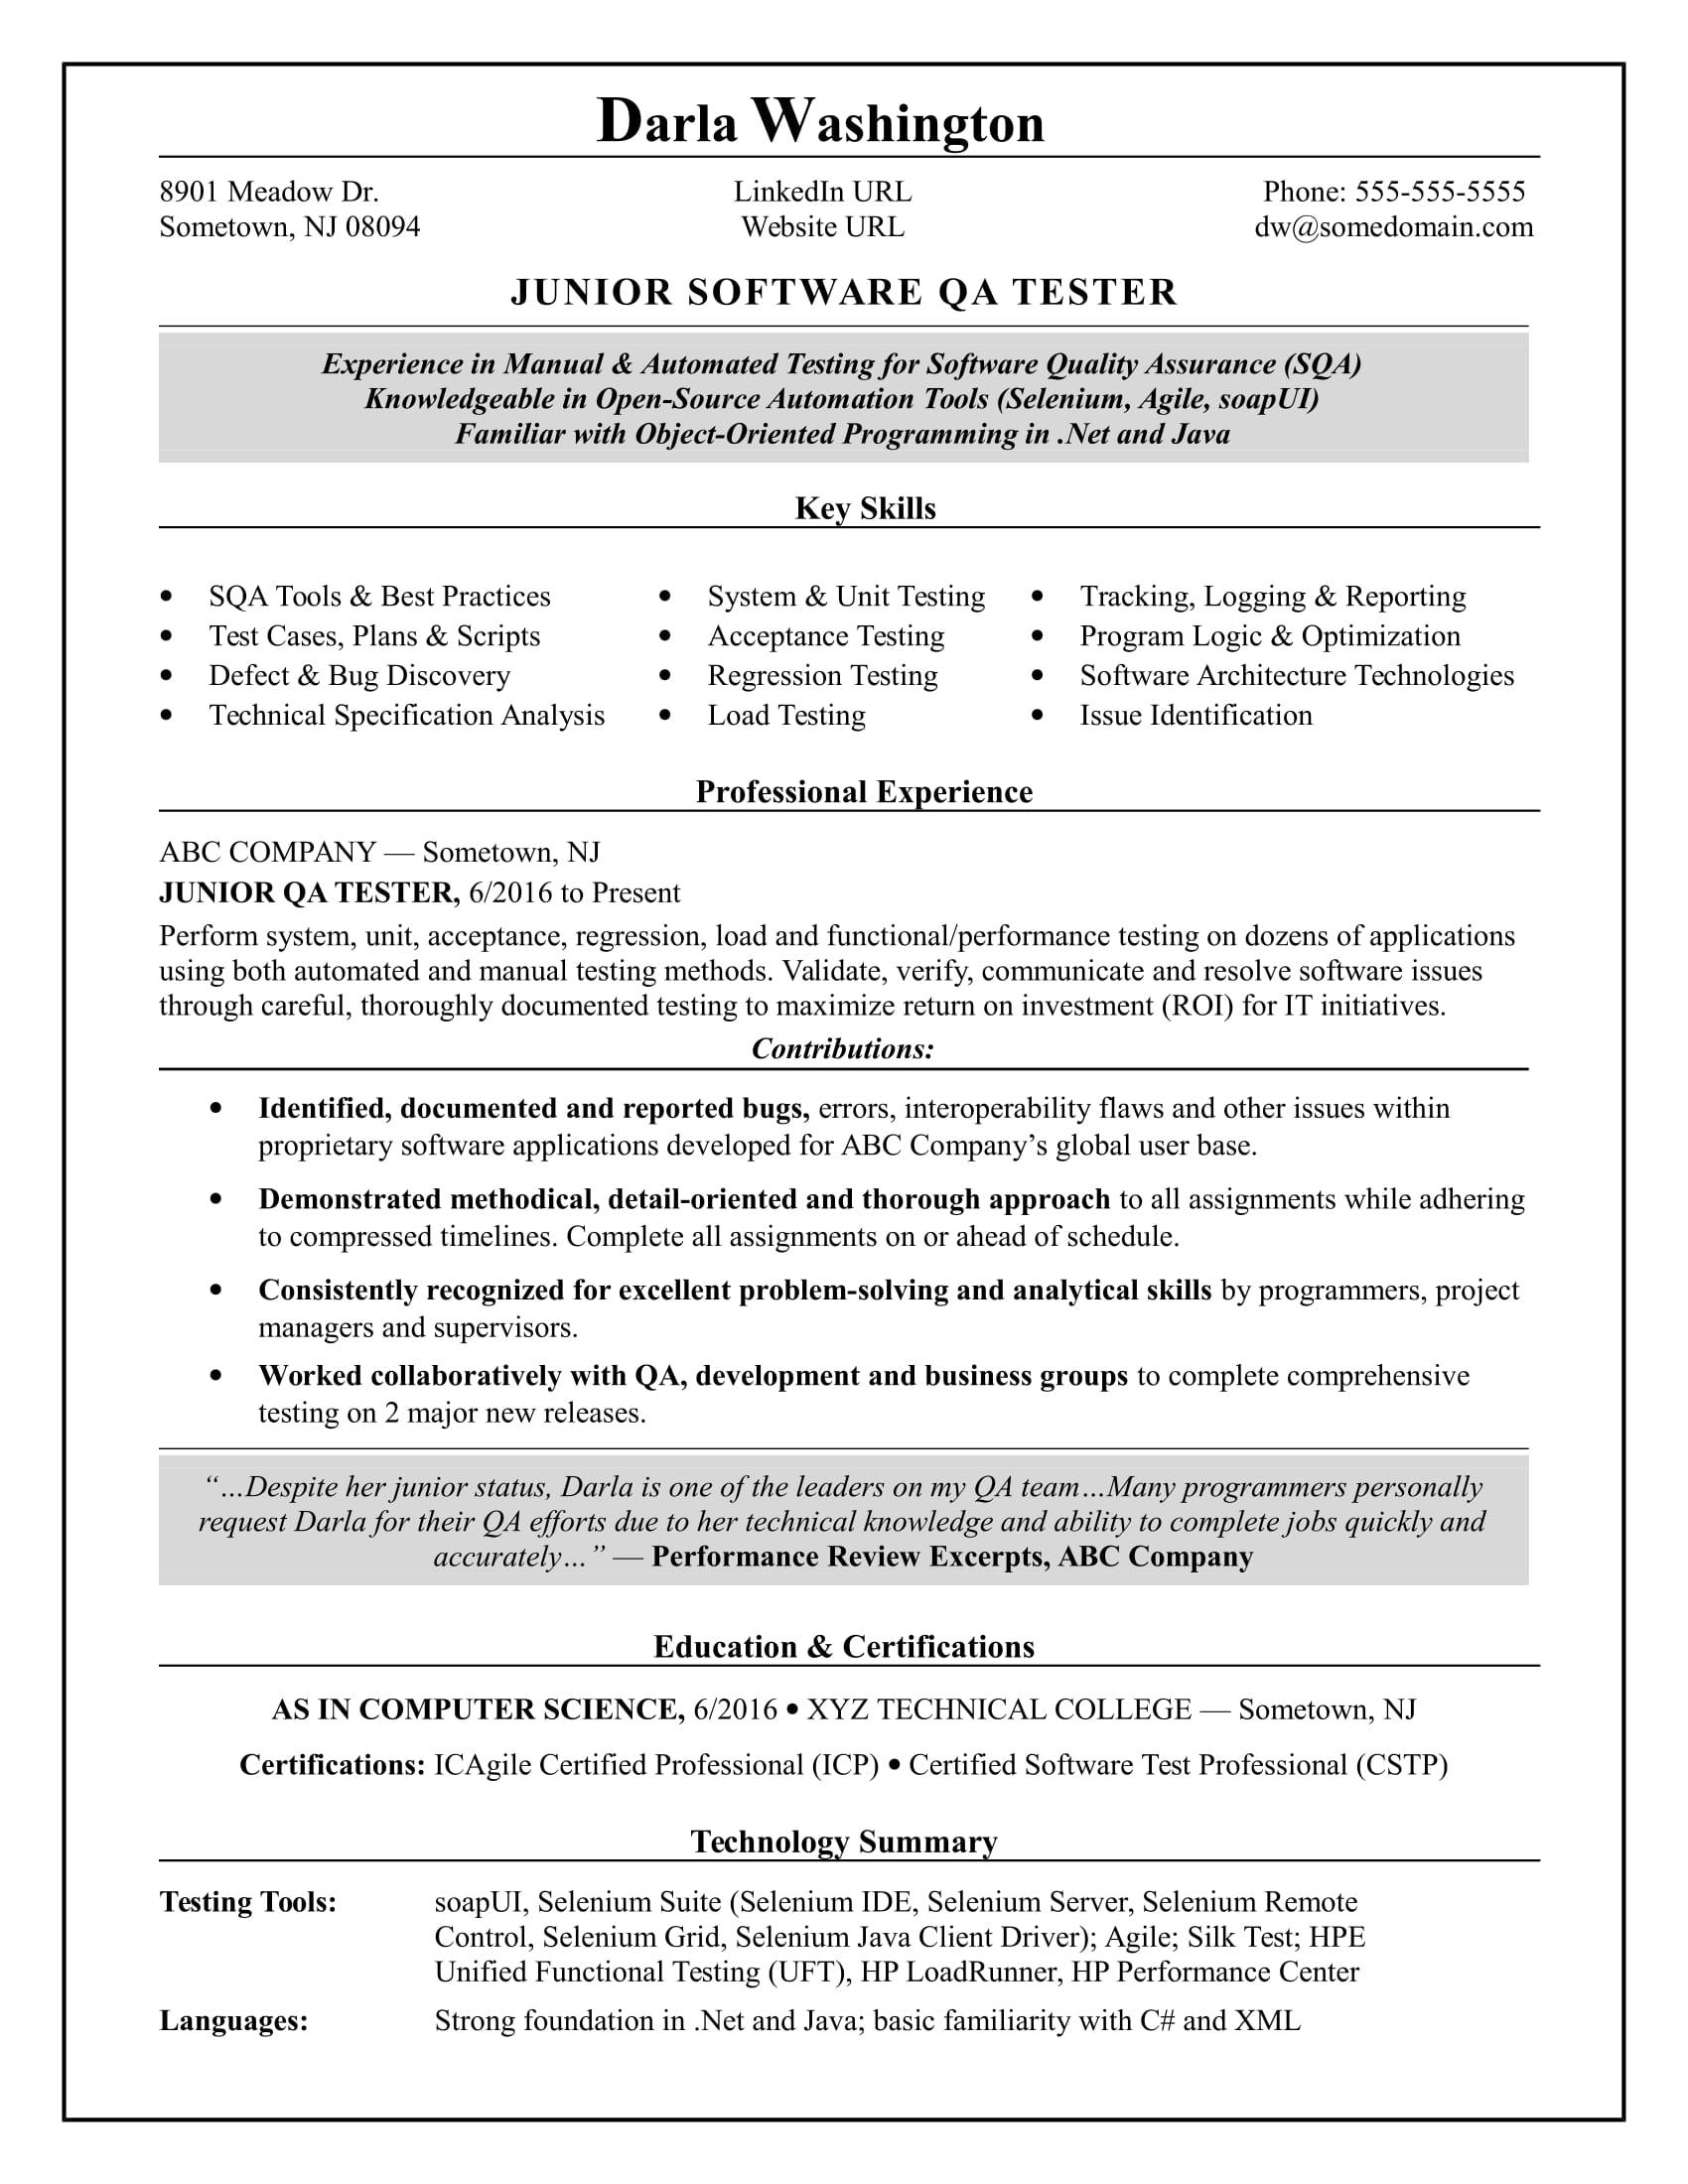 Darla Washington
8901 Meadow Dr.
Sometown, NJ 08094
LinkedIn URL
Website URL
Phone: 555-555-5555
dw@somedomain.com
JUNIOR SOFTWARE QA TESTER
Experience in Manual & Automated Testing for Software Quality Assurance (SQA)
Knowledgeable in Open-Source Automation Tools (Selenium, Agile, soapUI)
Familiar with Object-Oriented Programming in .Net and Java
Key Skills
• SQA Tools & Best Practices
• Test Cases, Plans & Scripts
• Defect & Bug Discovery
• Technical Specification Analysis
• System & Unit Testing
• Acceptance Testing
• Regression Testing
• Load Testing
• Tracking, Logging & Reporting
• Program Logic & Optimization
• Software Architecture Technologies
• Issue Identification
Professional Experience
ABC COMPANY — Sometown, NJ
JUNIOR QA TESTER, 6/2016 to Present
Perform system, unit, acceptance, regression, load and functional/performance testing on dozens of applications
using both automated and manual testing methods. Validate, verify, communicate and resolve software issues
through careful, thoroughly documented testing to maximize return on investment (ROI) for IT initiatives.
Contributions:
• Identified, documented and reported bugs, errors, interoperability flaws and other issues within
proprietary software applications developed for ABC Company’s global user base.
• Demonstrated methodical, detail-oriented and thorough approach to all assignments while adhering
to compressed timelines. Complete all assignments on or ahead of schedule.
• Consistently recognized for excellent problem-solving and analytical skills by programmers, project
managers and supervisors.
• Worked collaboratively with QA, development and business groups to complete comprehensive
testing on 2 major new releases.
“…Despite her junior status, Darla is one of the leaders on my QA team…Many programmers personally
request Darla for their QA efforts due to her technical knowledge and ability to complete jobs quickly and
accurately…” — Performance Review Excerpts, ABC Company
Education & Certifications
AS IN COMPUTER SCIENCE, 6/2016 • XYZ TECHNICAL COLLEGE — Sometown, NJ
Certifications: ICAgile Certified Professional (ICP) • Certified Software Test Professional (CSTP)
Technology Summary
Testing Tools: soapUI, Selenium Suite (Selenium IDE, Selenium Server, Selenium Remote
Control, Selenium Grid, Selenium Java Client Driver); Agile; Silk Test; HPE
Unified Functional Testing (UFT), HP LoadRunner, HP Performance Center
Languages: Strong foundation in .Net and Java; basic familiarity with C# and XML